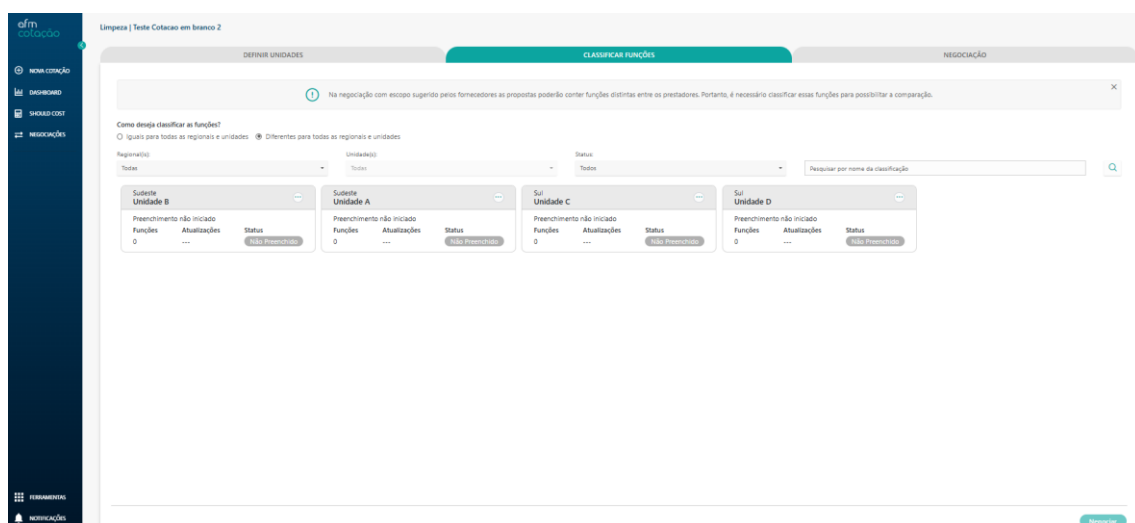 afm
cotação
Limpeza | Teste Cotacao em branco 2
DEFINIR UNIDADES
CLASSIFICAR FUNÇÕES
NEGOCIAÇÃO
NOVA COTAÇÃO
DASHBOARD
SHOULD COST
NEGOCIAÇÕES
Na negociação com escopo sugerido pelos fornecedores as propostas poderão conter funções distintas entre os prestadores. Portanto, é necessário classificar essas funções para possibilitar a comparação.
Como deseja classificar as funções?
Iguais para todas as regionais e unidades Diferentes para todas as regionais e unidades
Regional(is): Unidade(s): Status:
Todas Todas Todos Pesquisar por nome da classificação
Sudeste
Unidade B
Preenchimento não iniciado
Funções Atualizações Status
0 --- Não Preenchido
Sudeste
Unidade A
Preenchimento não iniciado
Funções Atualizações Status
0 --- Não Preenchido
Sul
Unidade C
Preenchimento não iniciado
Funções Atualizações Status
0 --- Não Preenchido
Sul
Unidade D
Preenchimento não iniciado
Funções Atualizações Status
0 --- Não Preenchido
FERRAMENTAS
NOTIFICAÇÕES
Negociar